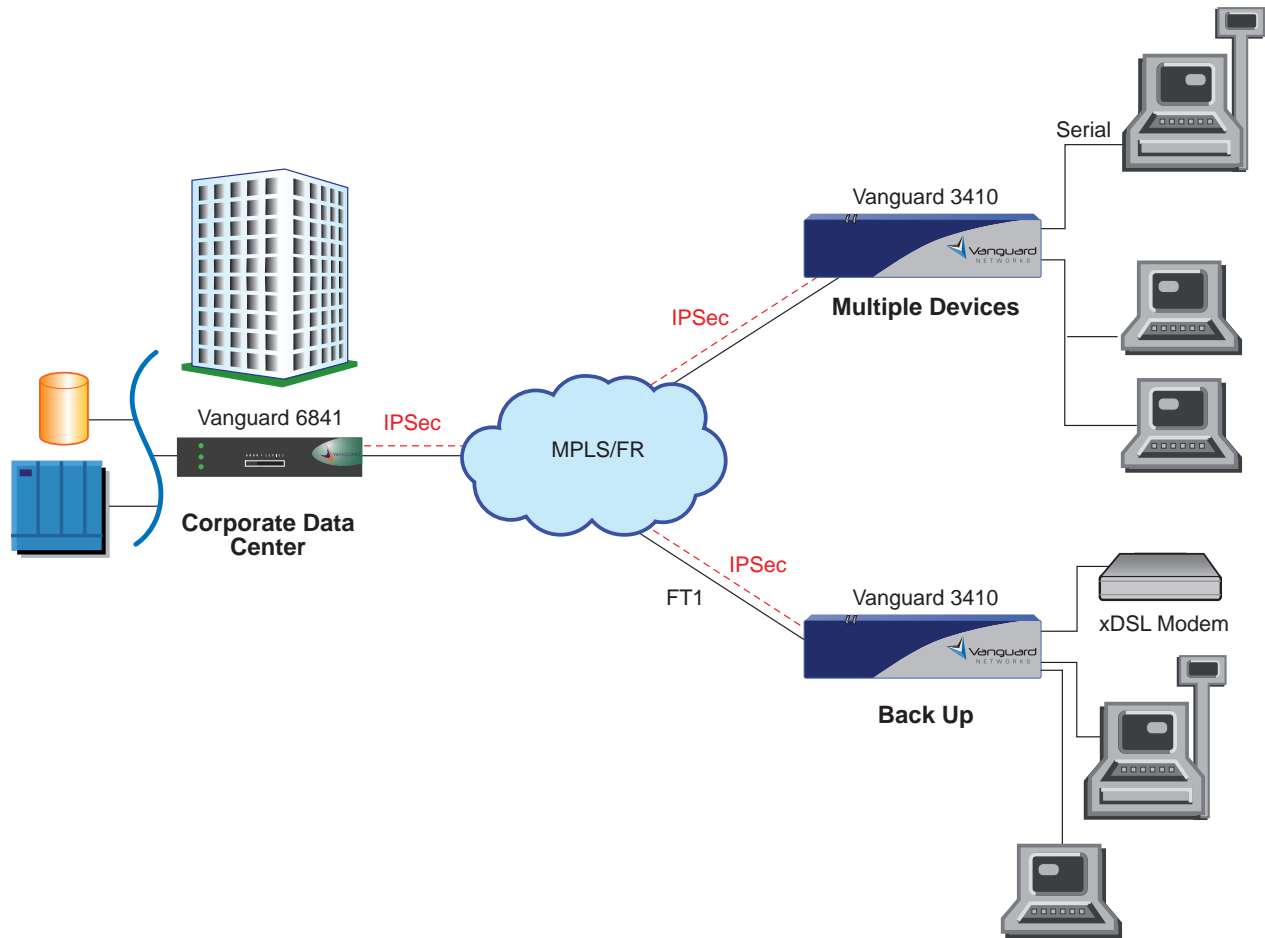 Serial
Vanguard 3410
Vanguard
NETWORKS
Multiple Devices
IPSec
Vanguard 6841
IPSec
VANGUARD
MPLS/FR
Corporate Data
Center
IPSec
FT1
Vanguard 3410
Vanguard
NETWORKS
Back Up
xDSL Modem